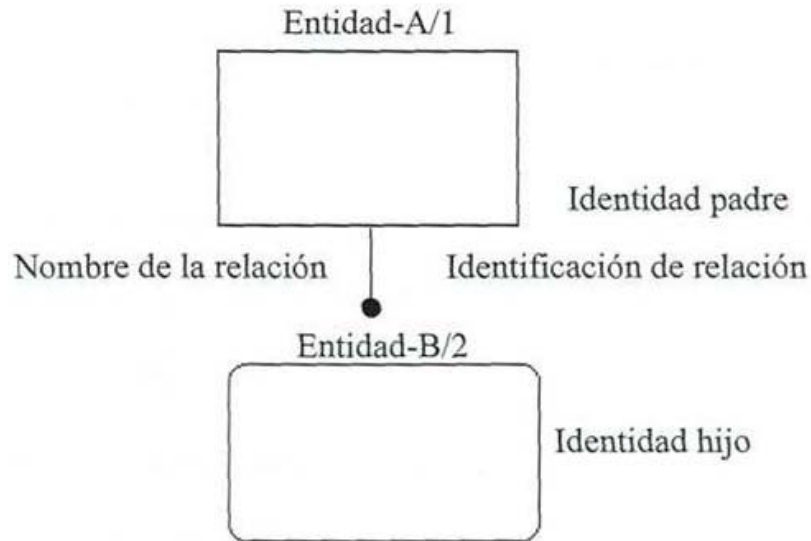 Entidad-A/1
Identidad padre
Nombre de la relación
Identificación de relación
Entidad-B/2
Identidad hijo